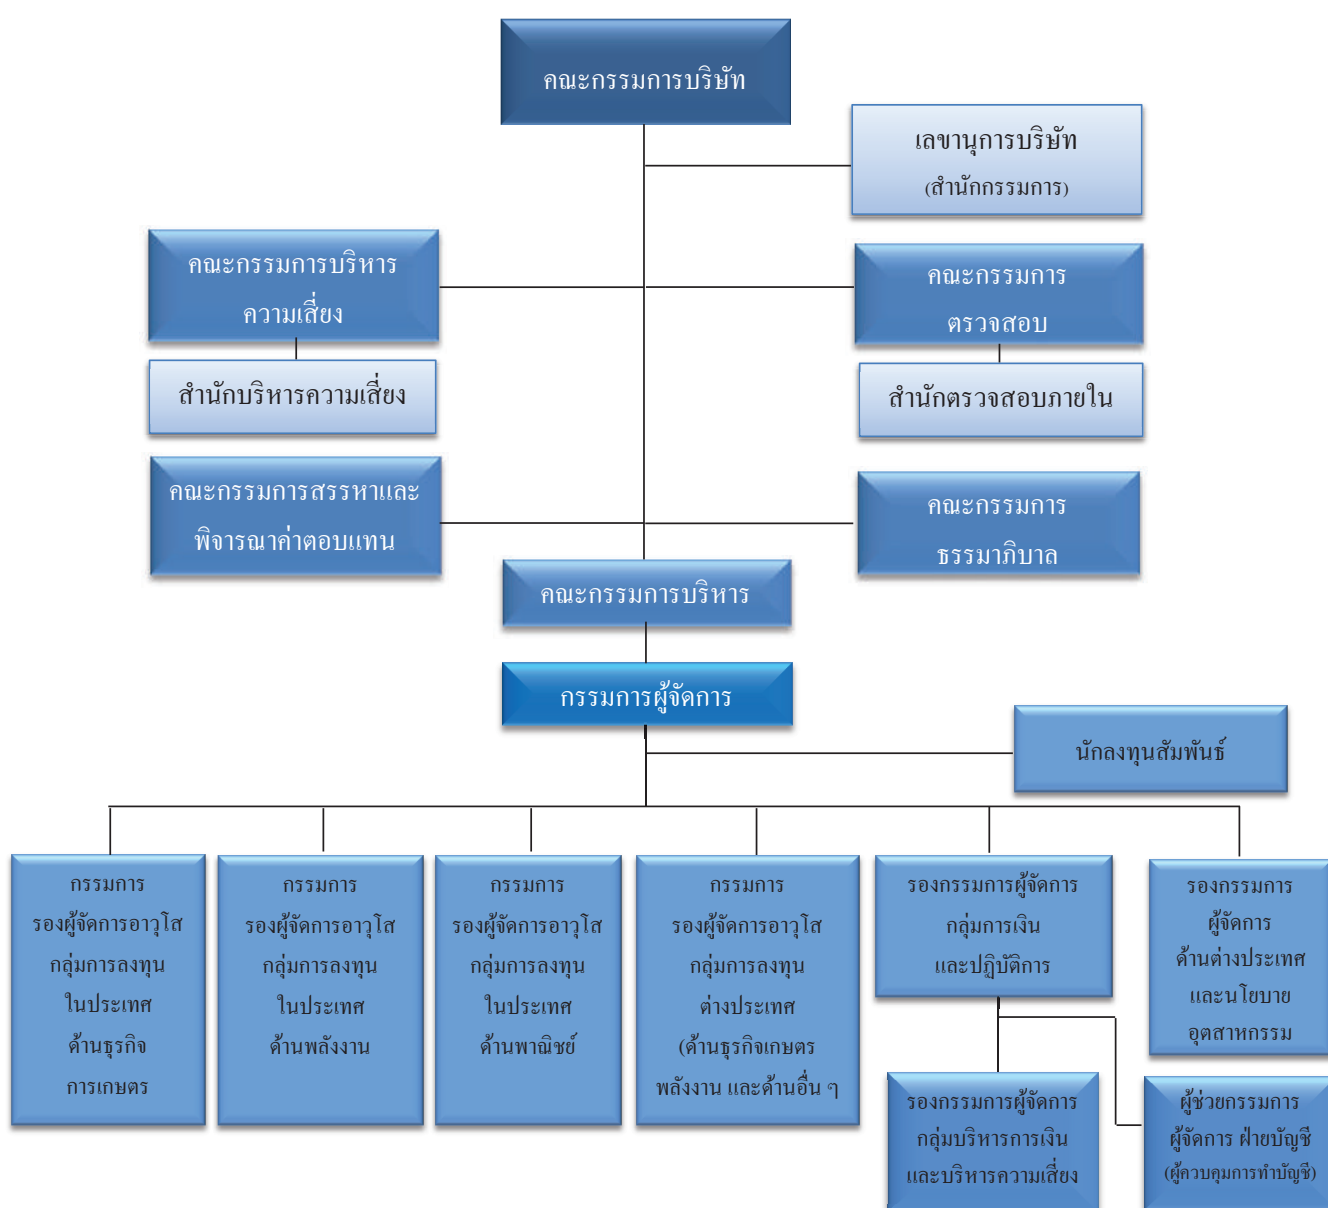 คณะกรรมการบริษัท
เลขานุการบริษัท
(สำนักกรรมการ)
คณะกรรมการบริหาร
ความเสี่ยง
คณะกรรมการ
ตรวจสอบ
สำนักบริหารความเสี่ยง
สำนักตรวจสอบภายใน
คณะกรรมการสรรหาและ
พิจารณาค่าตอบแทน
คณะกรรมการ
ธรรมาภิบาล
คณะกรรมการบริหาร
กรรมการผู้จัดการ
นักลงทุนสัมพันธ์
กรรมการ
รองผู้จัดการอาวุโส
กลุ่มการลงทุน
ในประเทศ
ด้านธุรกิจ
การเกษตร
กรรมการ
รองผู้จัดการอาวุโส
กลุ่มการลงทุน
ในประเทศ
ด้านพลังงาน
กรรมการ
รองผู้จัดการอาวุโส
กลุ่มการลงทุน
ในประเทศ
ด้านพาณิชย์
กรรมการ
รองผู้จัดการอาวุโส
กลุ่มการลงทุน
ต่างประเทศ
(ด้านธุรกิจเกษตร
พลังงาน และด้านอื่น ๆ
รองกรรมการผู้จัดการ
กลุ่มการเงิน
และปฏิบัติการ
รองกรรมการ
ผู้จัดการ
ด้านต่างประเทศ
และนโยบาย
อุตสาหกรรม
รองกรรมการผู้จัดการ
กลุ่มบริหารการเงิน
และบริหารความเสี่ยง
ผู้ช่วยกรรมการ
ผู้จัดการ ฝ่ายบัญชี
(ผู้ควบคุมการทำบัญชี)